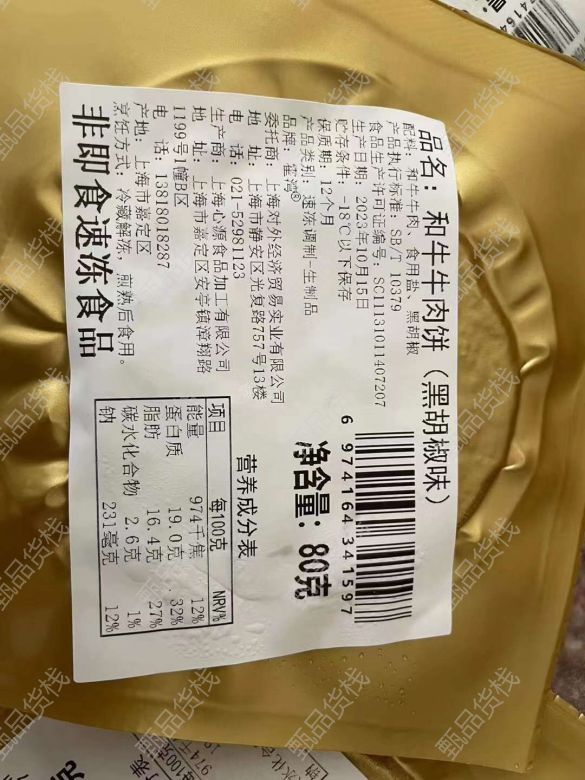 品名：和牛牛肉饼（黑胡椒味）
配料：和牛牛肉、食用盐、黑胡椒
产品执行标准：SB/T 10379
食品生产许可证编号：SC11131011407207
生产日期：2023年10月15日
贮存条件：-18℃以下保存
保质期：12个月
产品类别：速冻调制-生制品
品牌：霍湾®
委托商：上海对外经济贸易实业有限公司
地 址：上海市静安区光复路757号13楼
电 话：021-52981123
生产商：上海心源食品加工有限公司
地 址：上海市嘉定区安亭镇漳翔路
1199号1幢B区
电 话：13818018287
产地：上海市嘉定区
烹饪方式：冷藏解冻，煎熟后食用。
非即食速冻食品
6 974164 341597
净含量：80克
营养成分表
项目 每100克 NRV%
能量 974千焦 12%
蛋白质 19.0克 32%
脂肪 16.4克 27%
碳水化合物 2.6克 1%
钠 231毫克 12%
甄品货栈